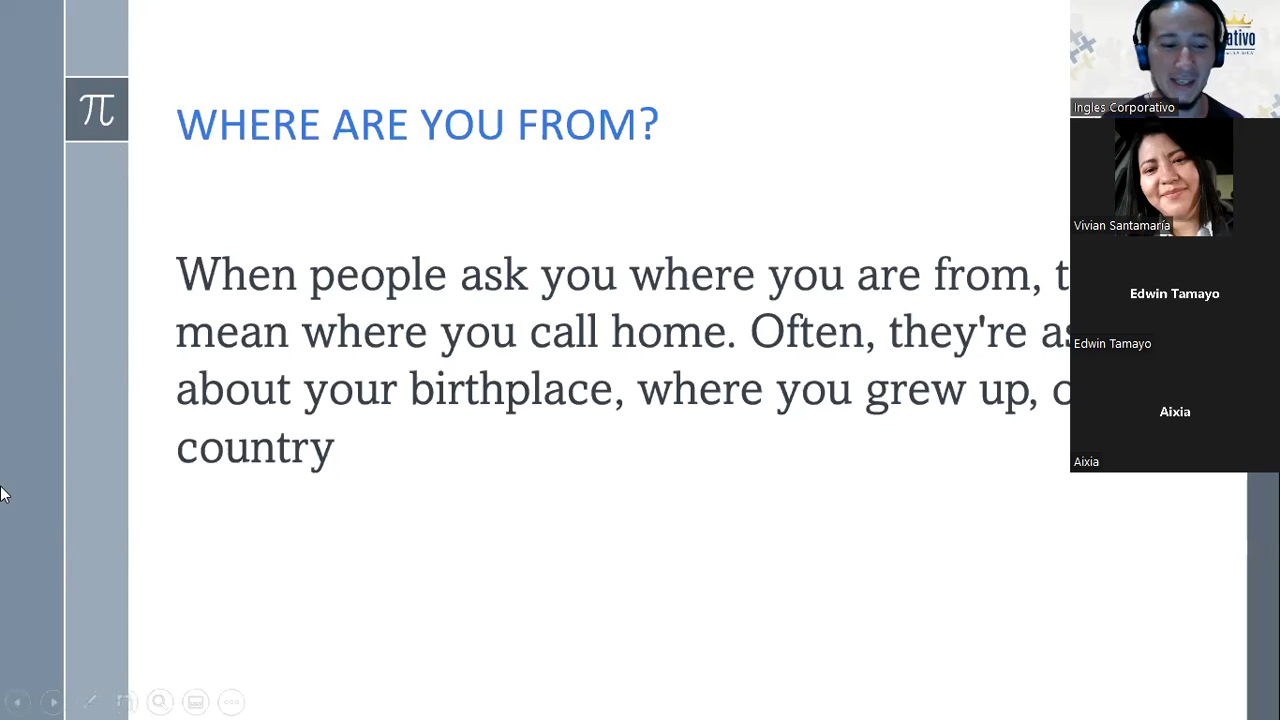 π
WHERE ARE YOU FROM?
When people ask you where you are from,
mean where you call home. Often, they're
about your birthplace, where you grew up,
country
Ingles Corporativo
Vivian Santamaría
Edwin Tamayo
Edwin Tamayo
Aixia
Aixia